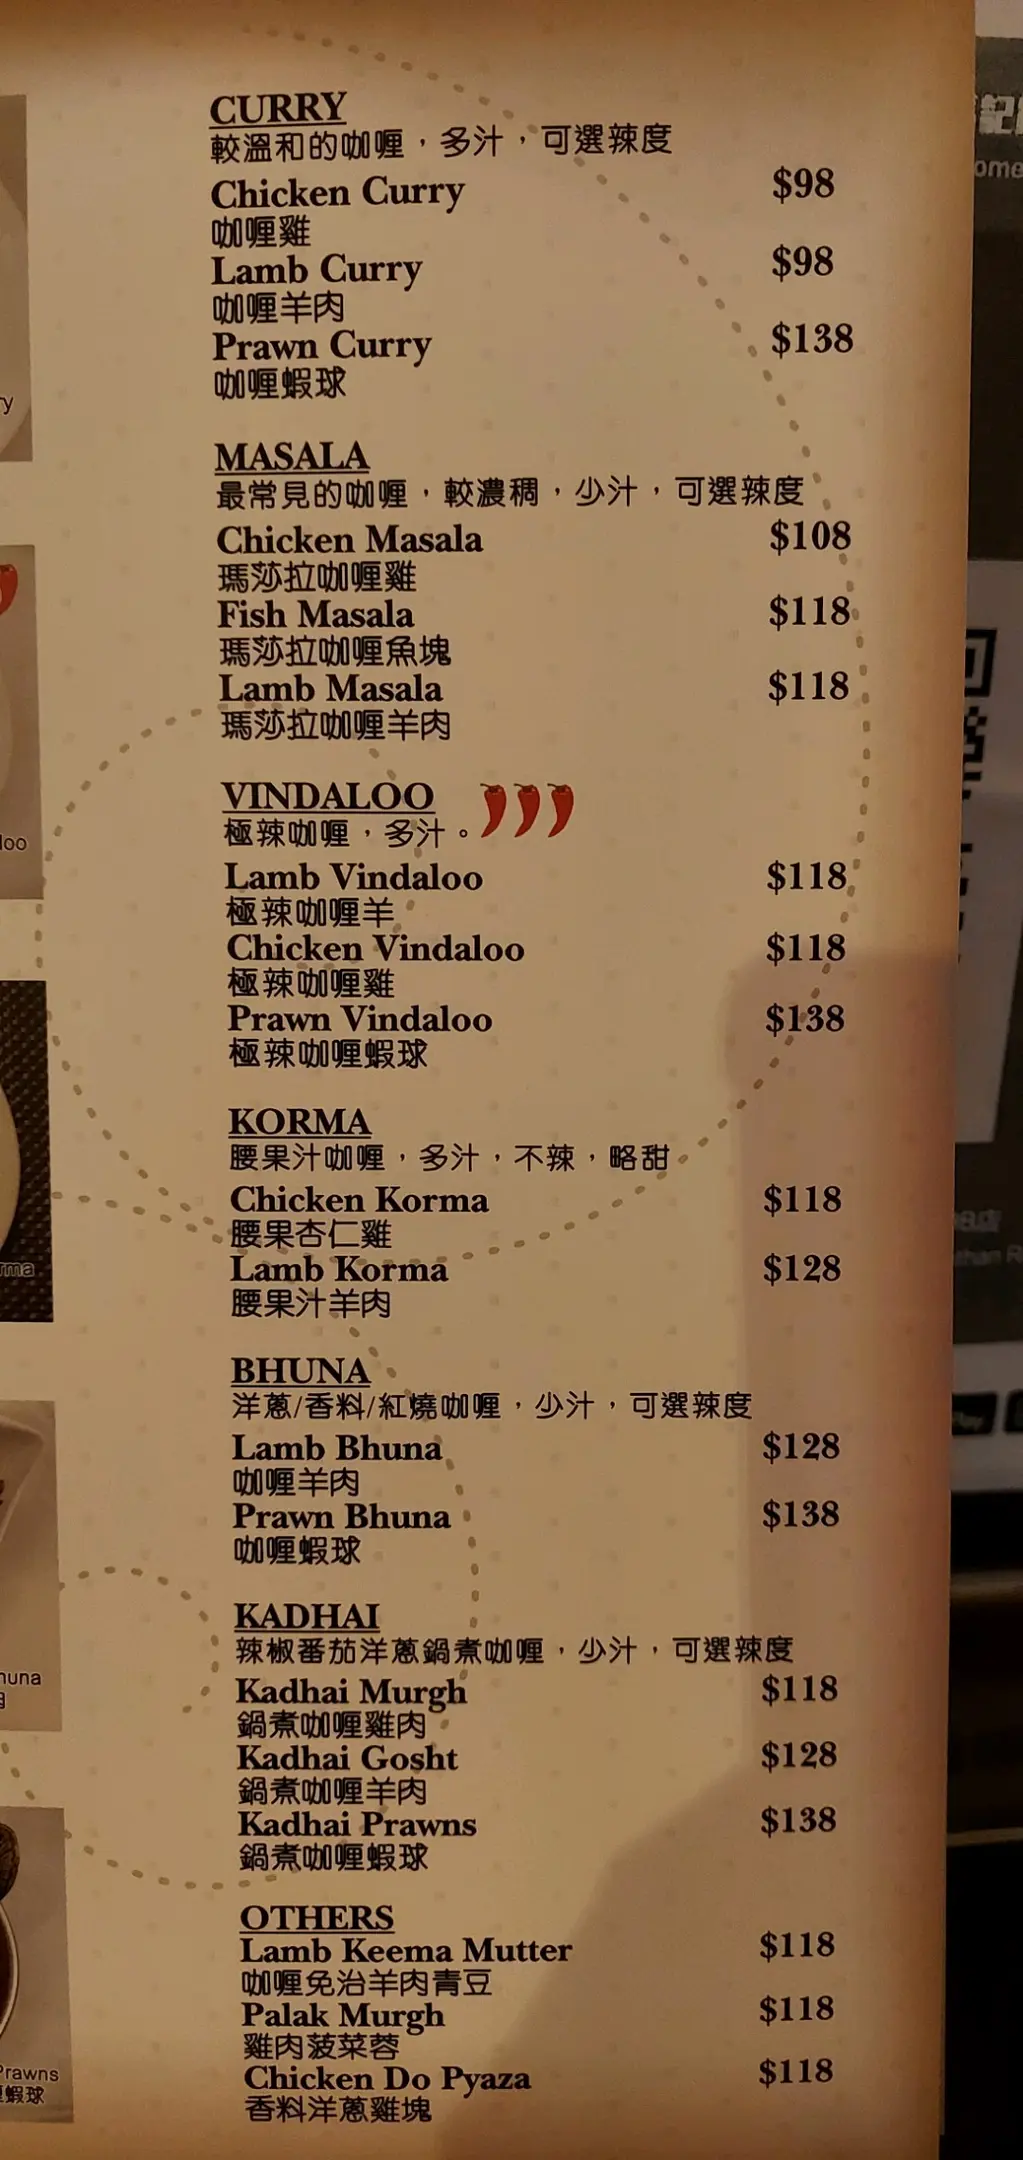 CURRY
較溫和的咖喱，多汁，可選辣度
Chicken Curry $98
咖喱雞
Lamb Curry $98
咖喱羊肉
Prawn Curry $138
咖喱蝦球
MASALA
最常見的咖喱，較濃稠，少汁，可選辣度
Chicken Masala $108
瑪莎拉咖喱雞
Fish Masala $118
瑪莎拉咖喱魚塊
Lamb Masala $118
瑪莎拉咖喱羊肉
VINDALOO
極辣咖喱，多汁。
Lamb Vindaloo $118
極辣咖喱羊
Chicken Vindaloo $118
極辣咖喱雞
Prawn Vindaloo $138
極辣咖喱蝦球
KORMA
腰果汁咖喱，多汁，不辣，略甜
Chicken Korma $118
腰果杏仁雞
Lamb Korma $128
腰果汁羊肉
BHUNA
洋蔥/香料/紅燒咖喱，少汁，可選辣度
Lamb Bhuna $128
咖喱羊肉
Prawn Bhuna $138
咖喱蝦球
KADHAI
辣椒番茄洋蔥鍋煮咖喱，少汁，可選辣度
Kadhai Murgh $118
鍋煮咖喱雞肉
Kadhai Gosht $128
鍋煮咖喱羊肉
Kadhai Prawns $138
鍋煮咖喱蝦球
OTHERS
Lamb Keema Mutter $118
咖喱免治羊肉青豆
Palak Murgh $118
雞肉菠菜蓉
Chicken Do Pyaza $118
香料洋蔥雞塊
Prawns
蝦球